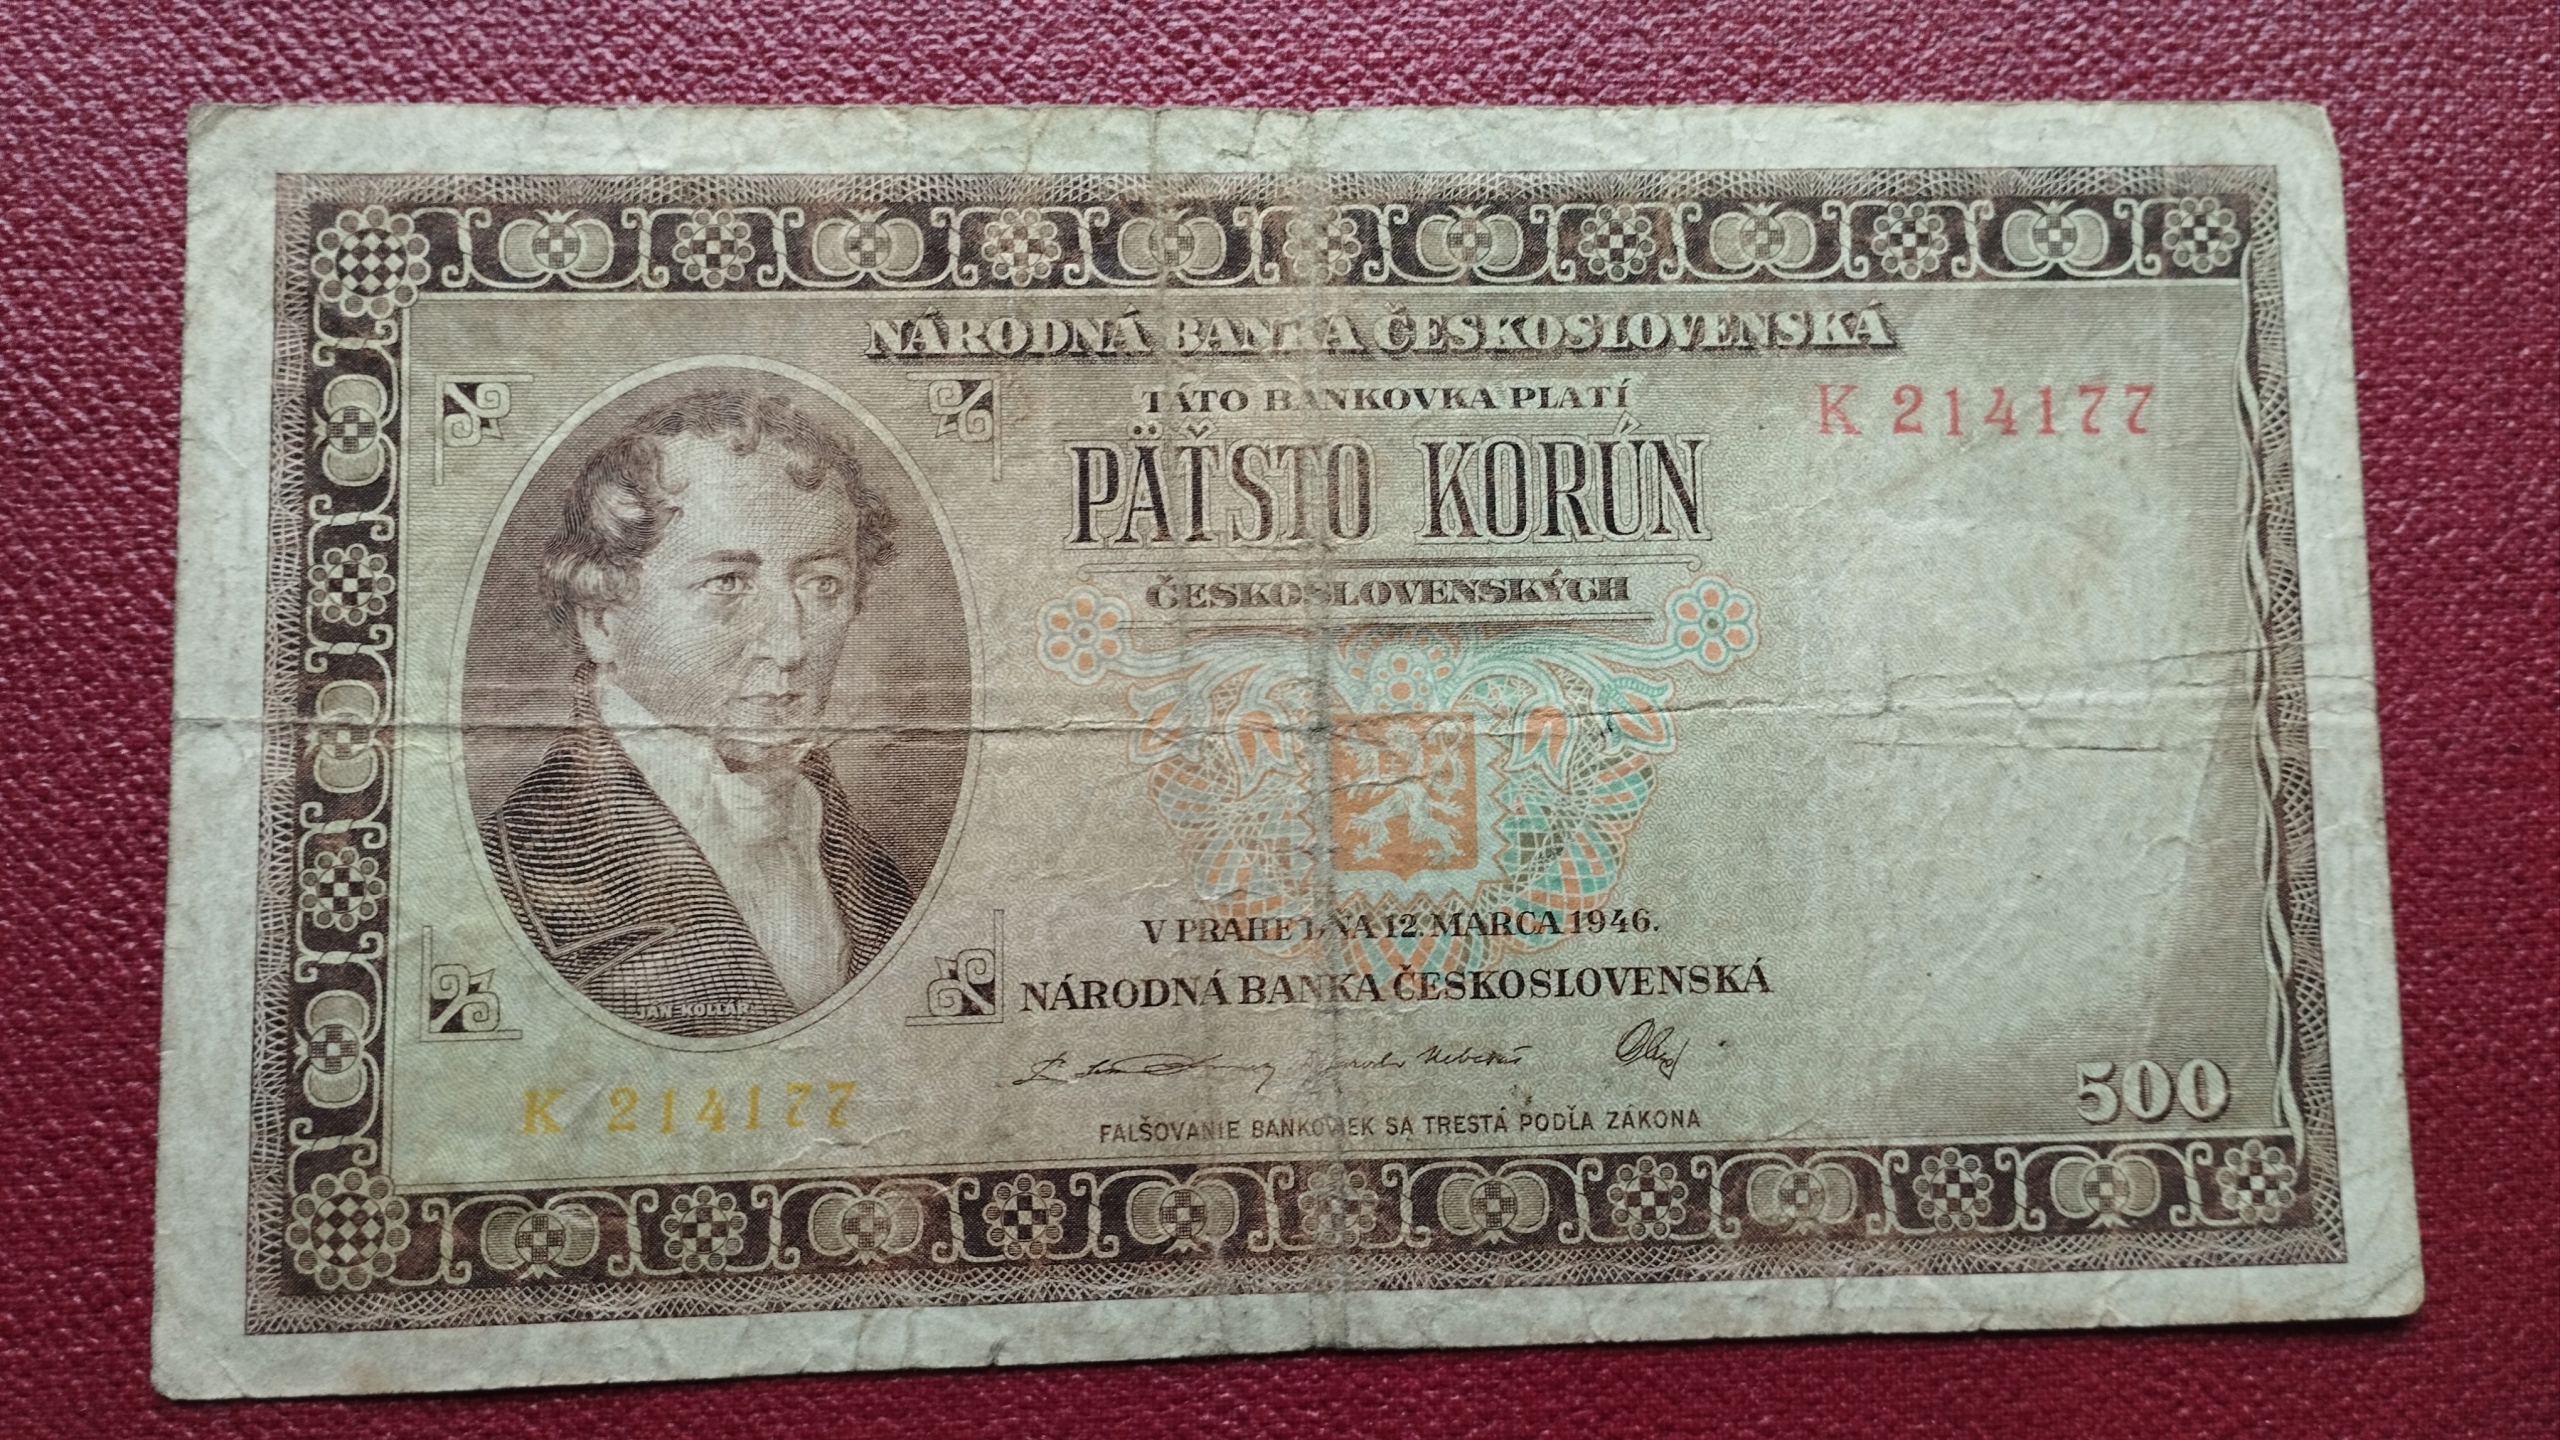 NÁRODNÁ BANKA ČESKOSLOVENSKÁ
TÁTO BANKOVKA PLATÍ
K 214177
PÄŤSTO KORÚN
ČESKOSLOVENSKÝCH
V PRAHE DŇA 12. MARCA 1946.
NÁRODNÁ BANKA ČESKOSLOVENSKÁ
JÁN KOLLÁR
K 214177
500
FALŠOVANIE BANKOVIEK SA TRESTÁ PODĽA ZÁKONA